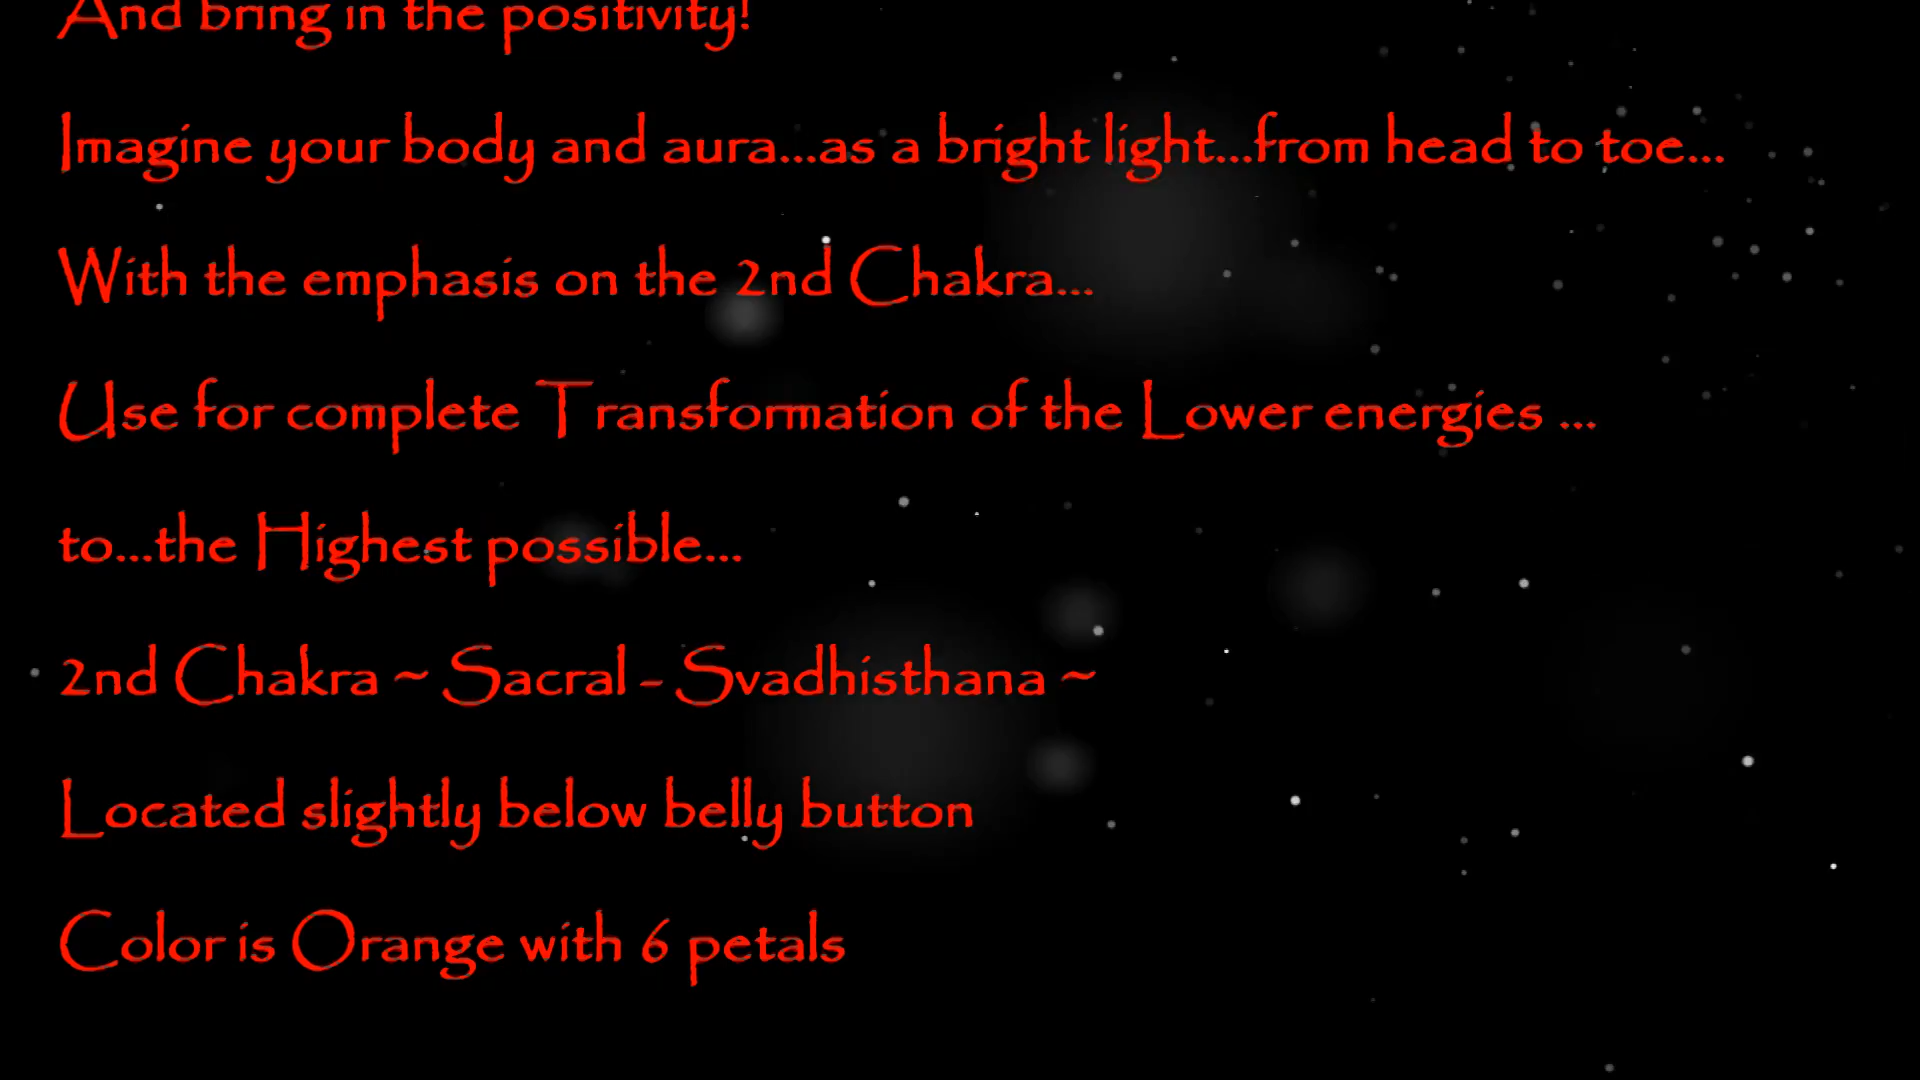 And bring in the positivity!
Imagine your body and aura...as a bright light...from head to toe...
With the emphasis on the 2nd Chakra...
Use for complete Transformation of the Lower energies ...
to...the Highest possible...
2nd Chakra ~ Sacral - Svadhisthana ~
Located slightly below belly button
Color is Orange with 6 petals